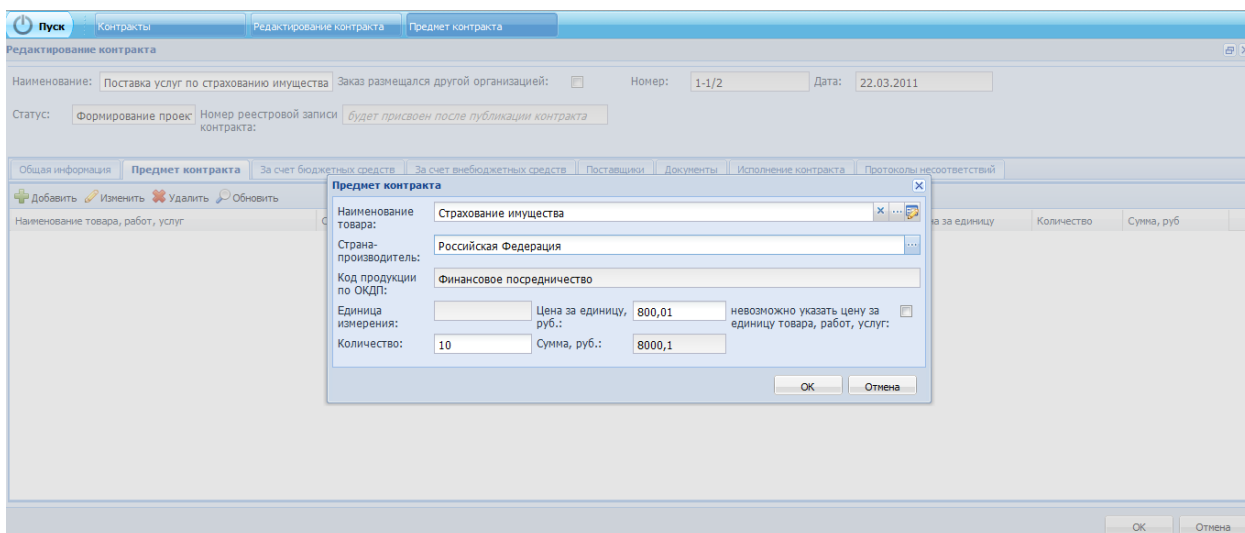 Пуск Контракты Редактирование контракта Предмет контракта
Редактирование контракта
Наименование: Поставка услуг по страхованию имущества Заказ размещался другой организацией: Номер: 1-1/2 Дата: 22.03.2011
Статус: Формирование проек Номер реестровой записи будет присвоен после публикации контракта
контракта:
Общая информация Предмет контракта За счет бюджетных средств За счет внебюджетных средств Поставщики Документы Исполнение контракта Протоколы несоответствий
Добавить Изменить Удалить Обновить
Предмет контракта
Наименование товара, работ, услуг на за единицу Количество Сумма, руб
Наименование Страхование имущества
товара:
Страна- Российская Федерация
производитель:
Код продукции Финансовое посредничество
по ОКДП:
Единица Цена за единицу, 800,01 невозможно указать цену за
измерения: руб.: единицу товара, работ, услуг:
Количество: 10 Сумма, руб.: 8000,1
ОК Отмена
ОК Отмена